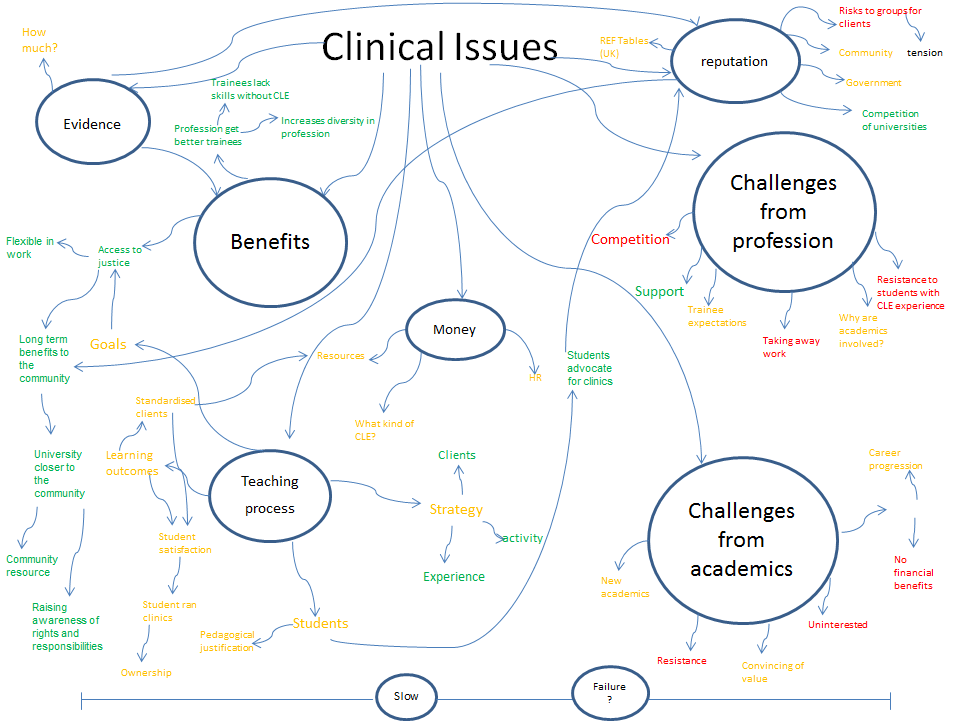 Clinical Issues
How
much?
Evidence
Trainees lack
skills without CLE
Profession get
better trainees
Increases diversity in
profession
REF Tables
(UK)
reputation
Risks to groups for
clients
tension
Community
Government
Competition
of universities
Benefits
Flexible in
work
Access to
justice
Challenges
from
profession
Competition
Support
Trainee
expectations
Taking away
work
Why are
academics
involved?
Resistance to
students with
CLE experience
Long term
benefits to
the
community
Goals
Money
Resources
HR
What kind of
CLE?
Students
advocate
for clinics
Standardised
clients
Learning
outcomes
University
closer to
the
community
Teaching
process
Clients
Strategy
activity
Experience
Student
satisfaction
Community
resource
Raising
awareness of
rights and
responsibilities
Student ran
clinics
Ownership
Pedagogical
justification
Students
Challenges
from
academics
Career
progression
No
financial
benefits
New
academics
Uninterested
Resistance
Convincing of
value
Slow
Failure
?